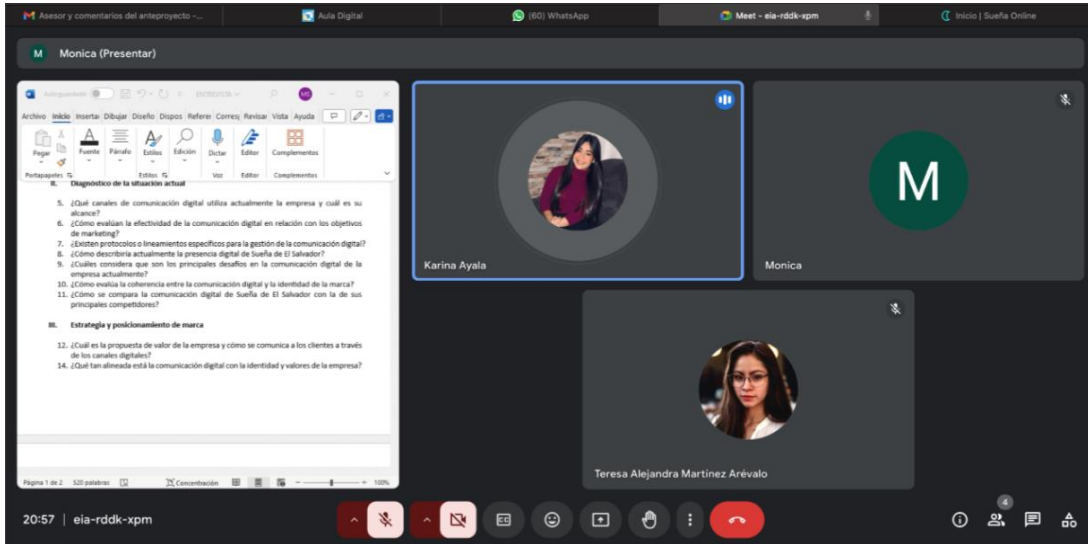 Asesor y comentarios del anteproyecto -...
Aula Digital
(60) WhatsApp
Meet - eia-rddk-xpm
Inicio | Sueña Online
M Monica (Presentar)
Archivo Inicio Insertar Dibujar Diseño Dispos Referen Corres Revisar Vista Ayuda
Pegar Fuente Párrafo Estilos Edición Dictar Editor Complementos
Portapapeles Estilos Voz Editor Complementos
II. Diagnóstico de la situación actual
5. ¿Qué canales de comunicación digital utiliza actualmente la empresa y cuál es su
alcance?
6. ¿Cómo evalúan la efectividad de la comunicación digital en relación con los objetivos
de marketing?
7. ¿Existen protocolos o lineamientos específicos para la gestión de la comunicación digital?
8. ¿Cómo describiría actualmente la presencia digital de Sueña de El Salvador?
9. ¿Cuáles considera que son los principales desafíos en la comunicación digital de la
empresa actualmente?
10. ¿Cómo evalúa la coherencia entre la comunicación digital y la identidad de la marca?
11. ¿Cómo se compara la comunicación digital de Sueña de El Salvador con la de sus
principales competidores?
III. Estrategia y posicionamiento de marca
12. ¿Cuál es la propuesta de valor de la empresa y cómo se comunica a los clientes a través
de los canales digitales?
14. ¿Qué tan alineada está la comunicación digital con la identidad y valores de la empresa?
Página 1 de 2 520 palabras Concentración 100%
Karina Ayala
M
Monica
Teresa Alejandra Martínez Arévalo
20:57 | eia-rddk-xpm
CC
4